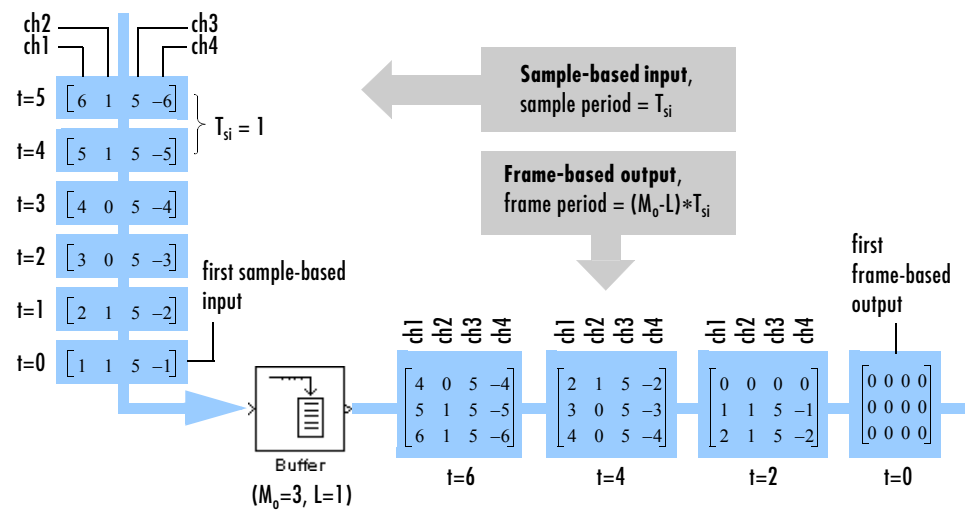 ch2
ch1
ch3
ch4
t=5 [6 1 5 –6]
t=4 [5 1 5 –5]
Tsi = 1
t=3 [4 0 5 –4]
t=2 [3 0 5 –3]
t=1 [2 1 5 –2]
t=0 [1 1 5 –1]
first sample-based
input
Sample-based input,
sample period = Tsi
Frame-based output,
frame period = (Mo-L)*Tsi
first
frame-based
output
Buffer
(Mo=3, L=1)
ch1 ch2 ch3 ch4
4 0 5 –4
5 1 5 –5
6 1 5 –6
t=6
ch1 ch2 ch3 ch4
2 1 5 –2
3 0 5 –3
4 0 5 –4
t=4
ch1 ch2 ch3 ch4
0 0 0 0
1 1 5 –1
2 1 5 –2
t=2
0 0 0 0
0 0 0 0
0 0 0 0
t=0